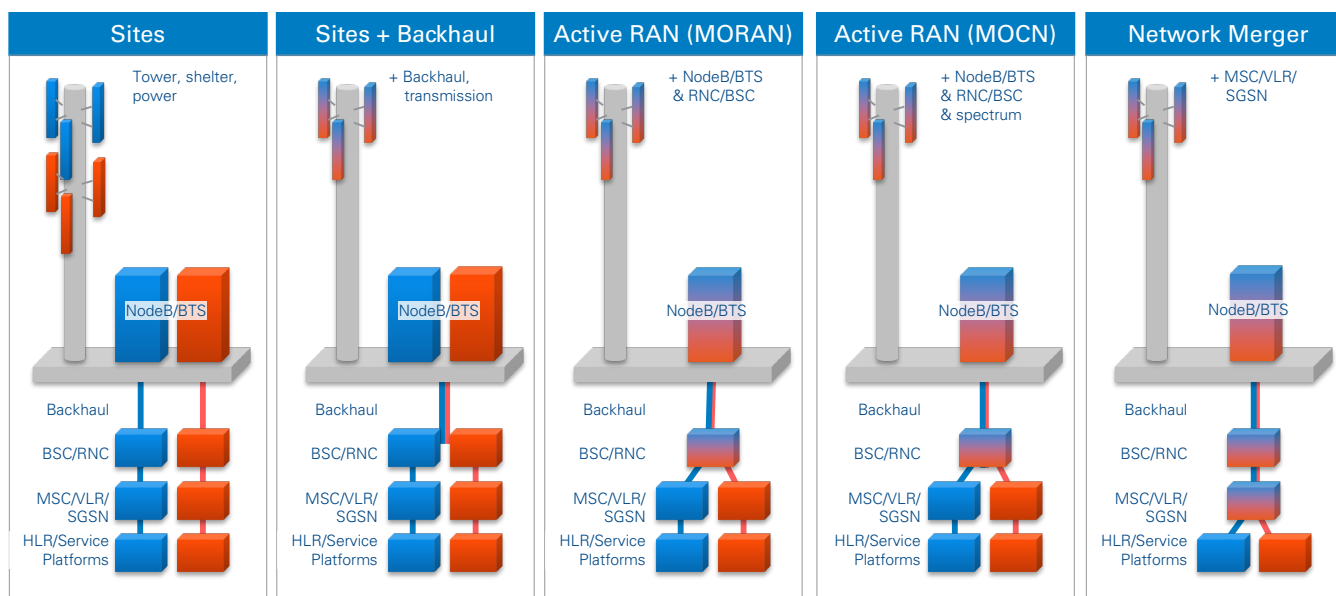 Sites
Tower, shelter,
power
NodeB/BTS
Backhaul
BSC/RNC
MSC/VLR/
SGSN
HLR/Service
Platforms
Sites + Backhaul
+ Backhaul,
transmission
NodeB/BTS
Backhaul
BSC/RNC
MSC/VLR/
SGSN
HLR/Service
Platforms
Active RAN (MORAN)
+ NodeB/BTS
& RNC/BSC
NodeB/BTS
Backhaul
BSC/RNC
MSC/VLR/
SGSN
HLR/Service
Platforms
Active RAN (MOCN)
+ NodeB/BTS
& RNC/BSC
& spectrum
NodeB/BTS
Backhaul
BSC/RNC
MSC/VLR/
SGSN
HLR/Service
Platforms
Network Merger
+ MSC/VLR/
SGSN
NodeB/BTS
Backhaul
BSC/RNC
MSC/VLR/
SGSN
HLR/Service
Platforms